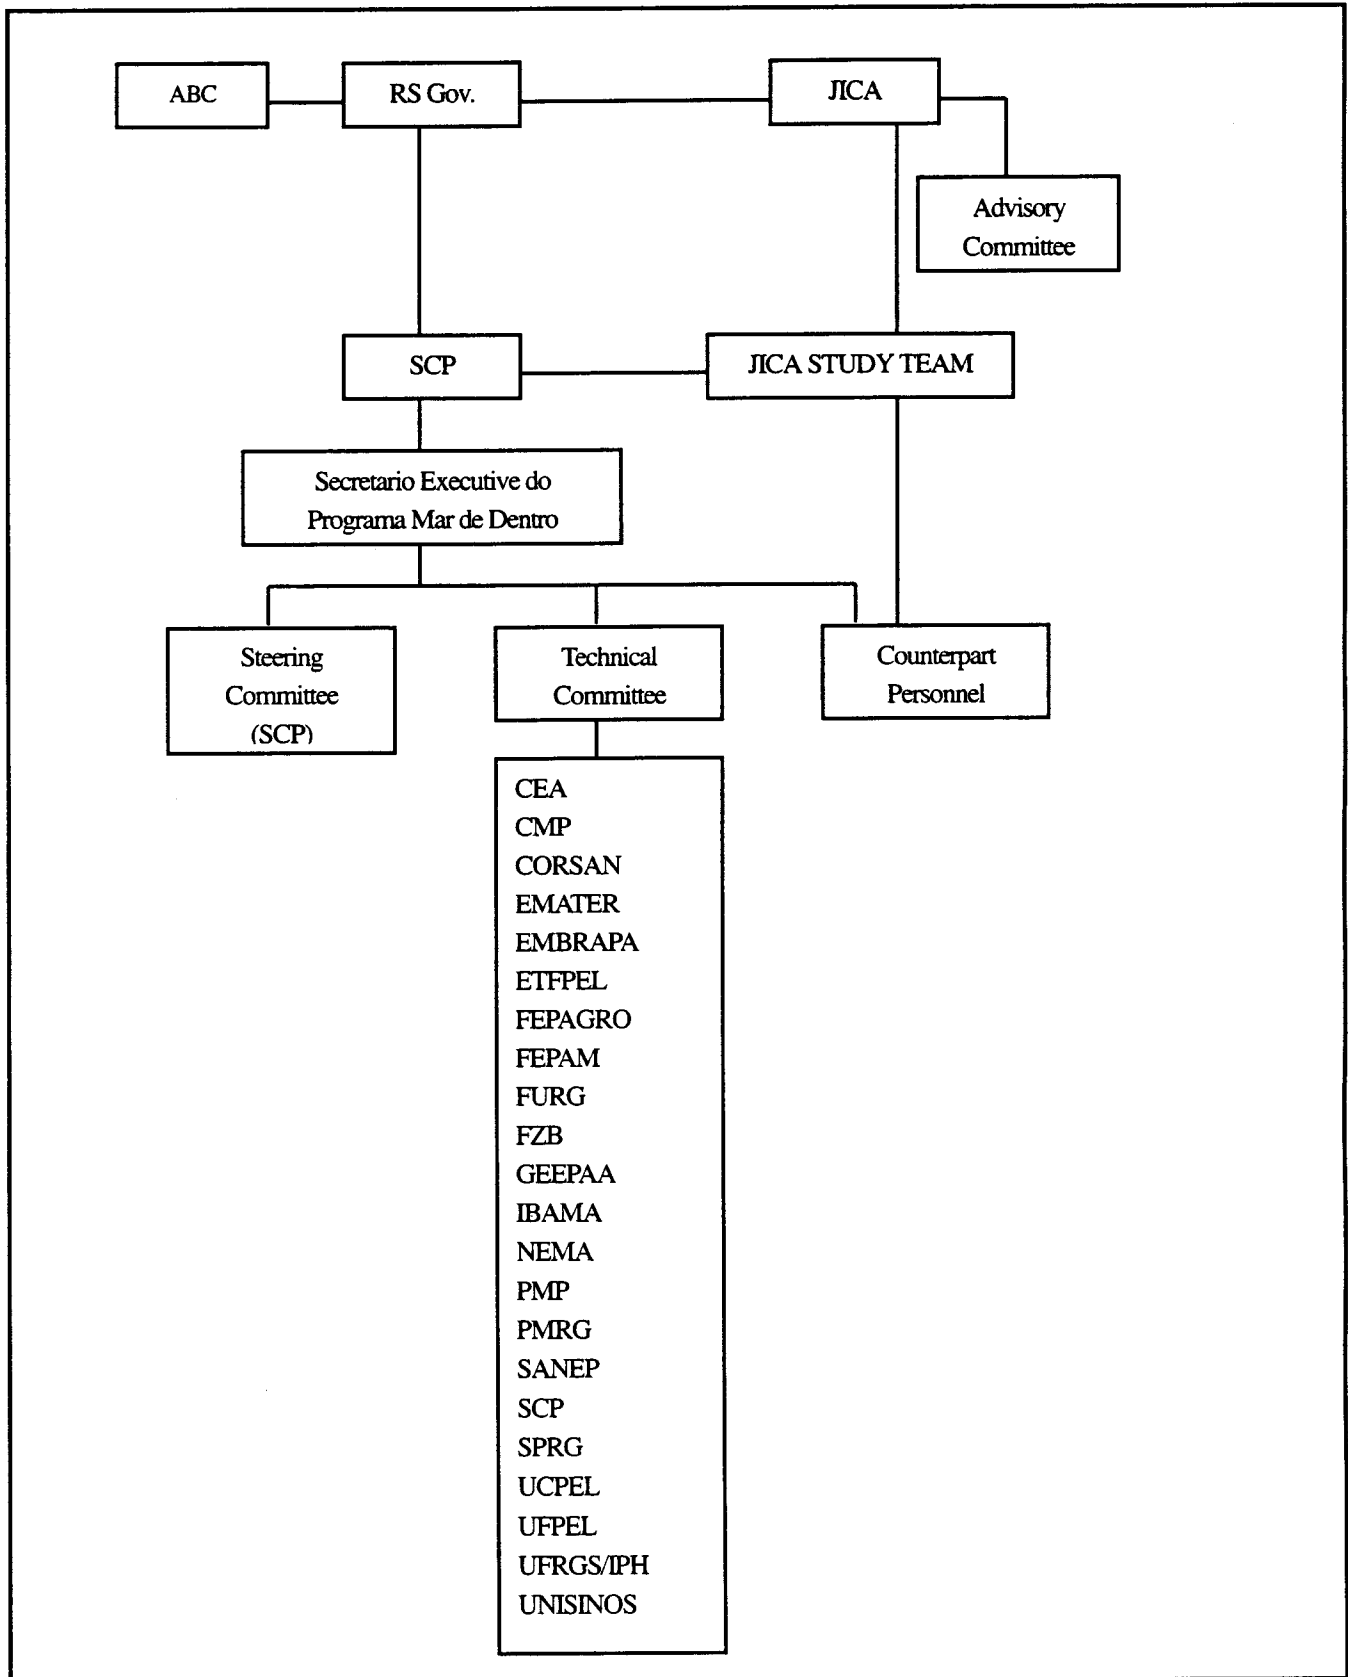 ABC
RS Gov.
JICA
Advisory
Committee
SCP
JICA STUDY TEAM
Secretario Executive do
Programa Mar de Dentro
Steering
Committee
(SCP)
Technical
Committee
Counterpart
Personnel
CEA
CMP
CORSAN
EMATER
EMBRAPA
ETFPEL
FEPAGRO
FEPAM
FURG
FZB
GEEPAA
IBAMA
NEMA
PMP
PMRG
SANEP
SCP
SPRG
UCPEL
UFPEL
UFRGS/IPH
UNISINOS